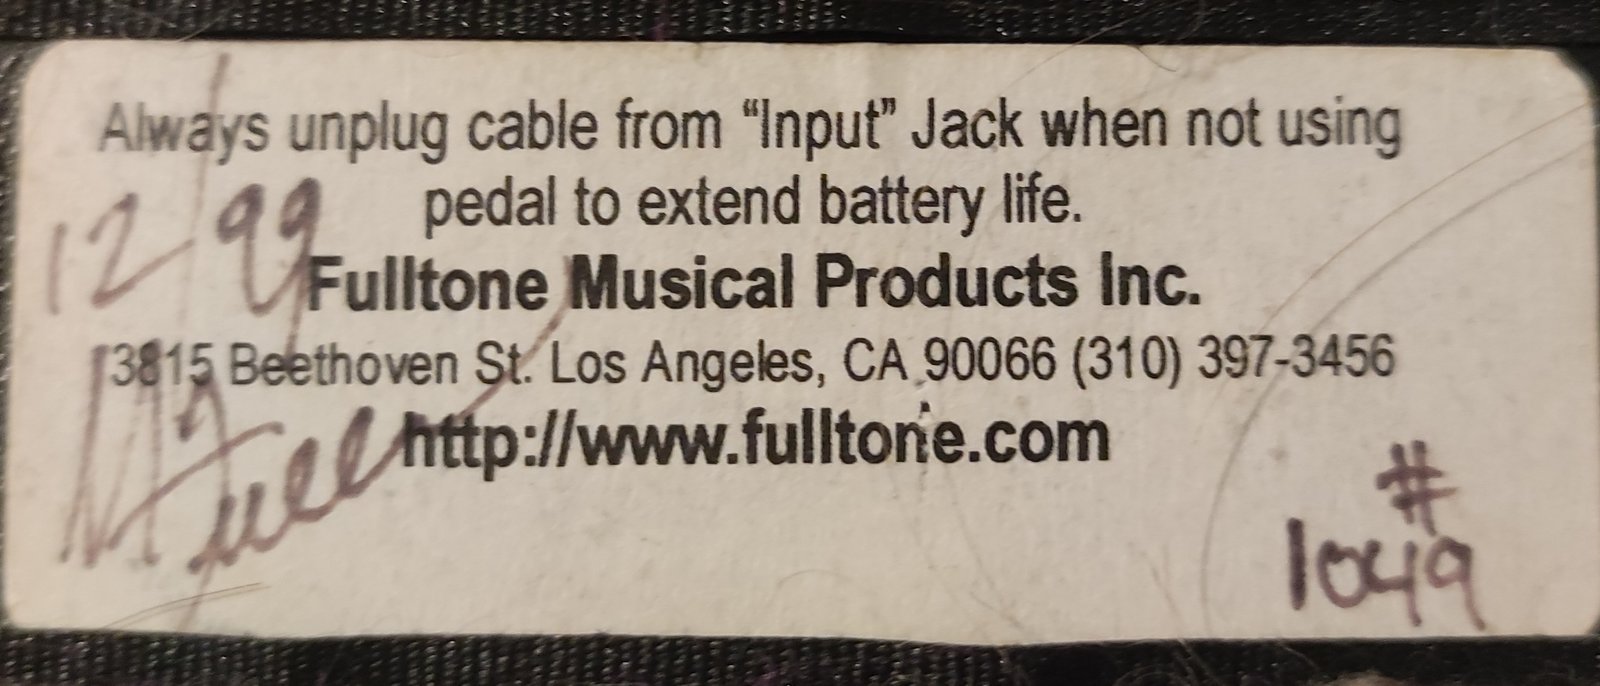 Always unplug cable from “Input” Jack when not using
pedal to extend battery life.
12/99
Fulltone Musical Products Inc.
3815 Beethoven St. Los Angeles, CA 90066 (310) 397-3456
http://www.fulltone.com
Fuller
#
1049